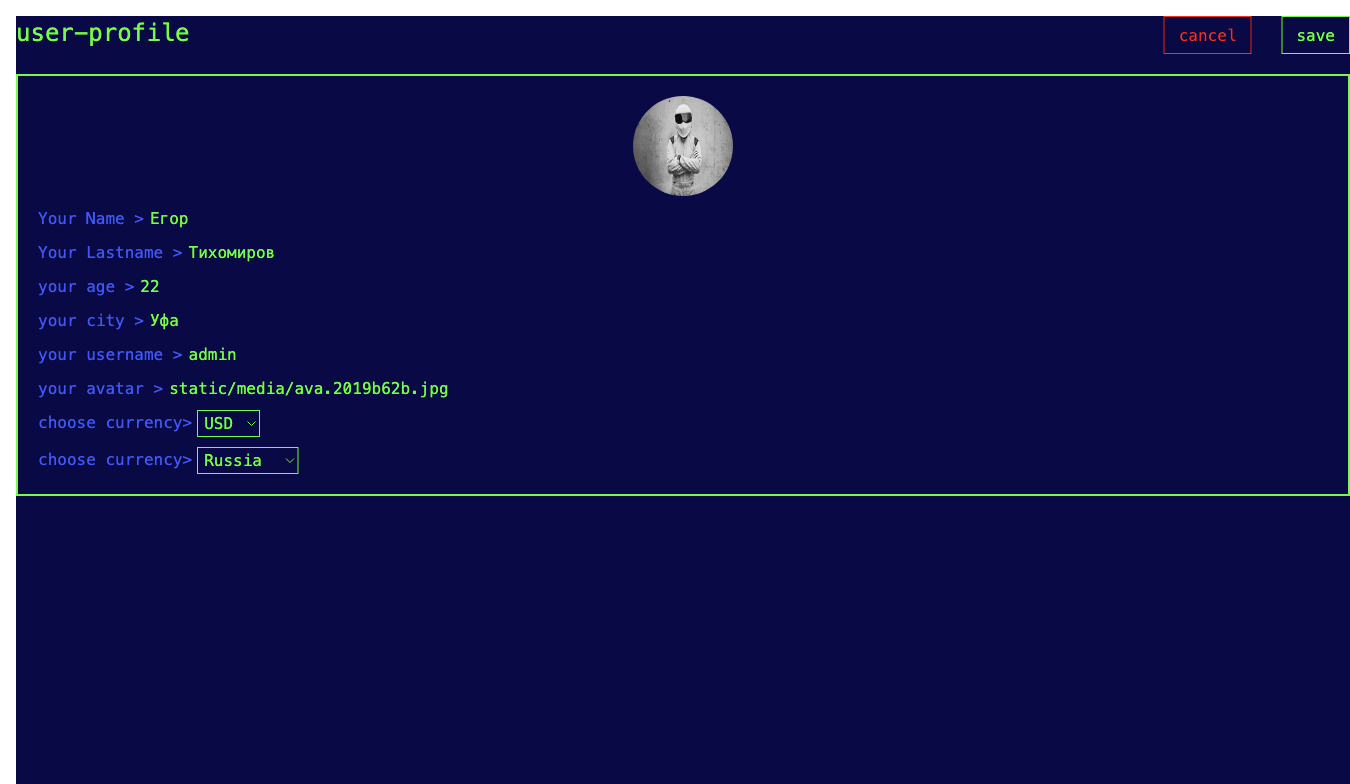 user-profile
cancel
save
Your Name > Егор
Your Lastname > Тихомиров
your age > 22
your city > Уфа
your username > admin
your avatar > static/media/ava.2019b62b.jpg
choose currency> USD
choose currency> Russia